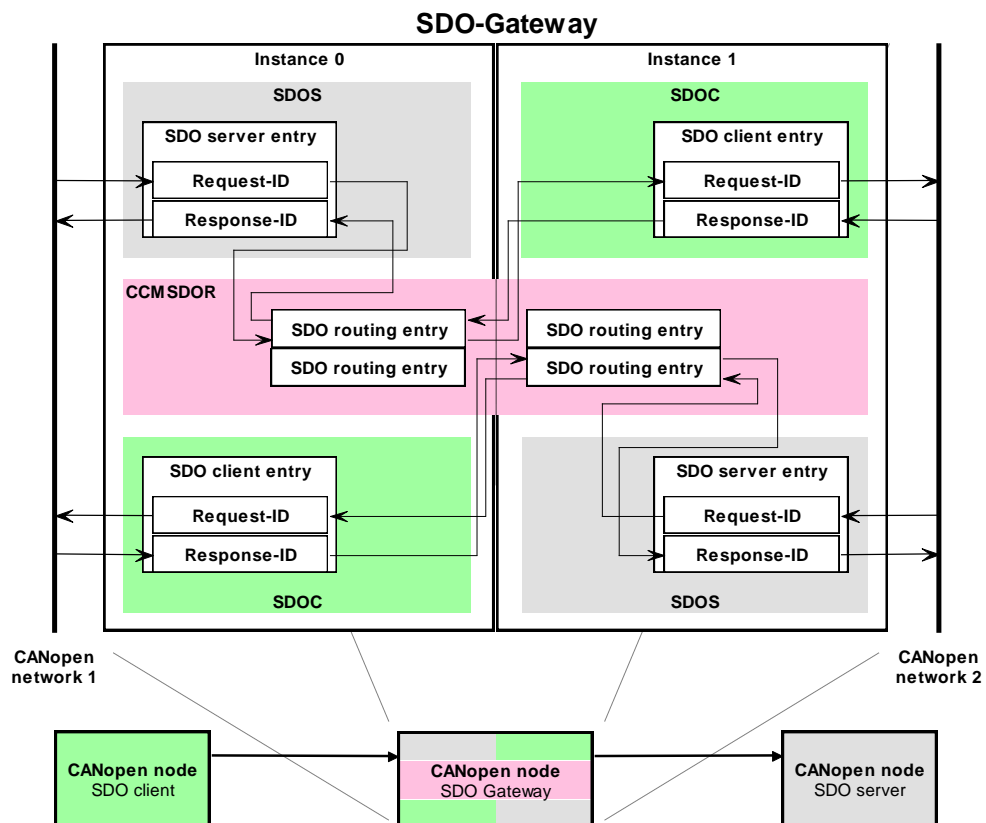 SDO-Gateway
Instance 0
Instance 1
SDOS
SDOC
SDO server entry
Request-ID
Response-ID
SDO client entry
Request-ID
Response-ID
CCMSDOR
SDO routing entry
SDO routing entry
SDO routing entry
SDO routing entry
SDO client entry
Request-ID
Response-ID
SDOC
SDO server entry
Request-ID
Response-ID
SDOS
CANopen
network 1
CANopen
network 2
CANopen node
SDO client
CANopen node
SDO Gateway
CANopen node
SDO server